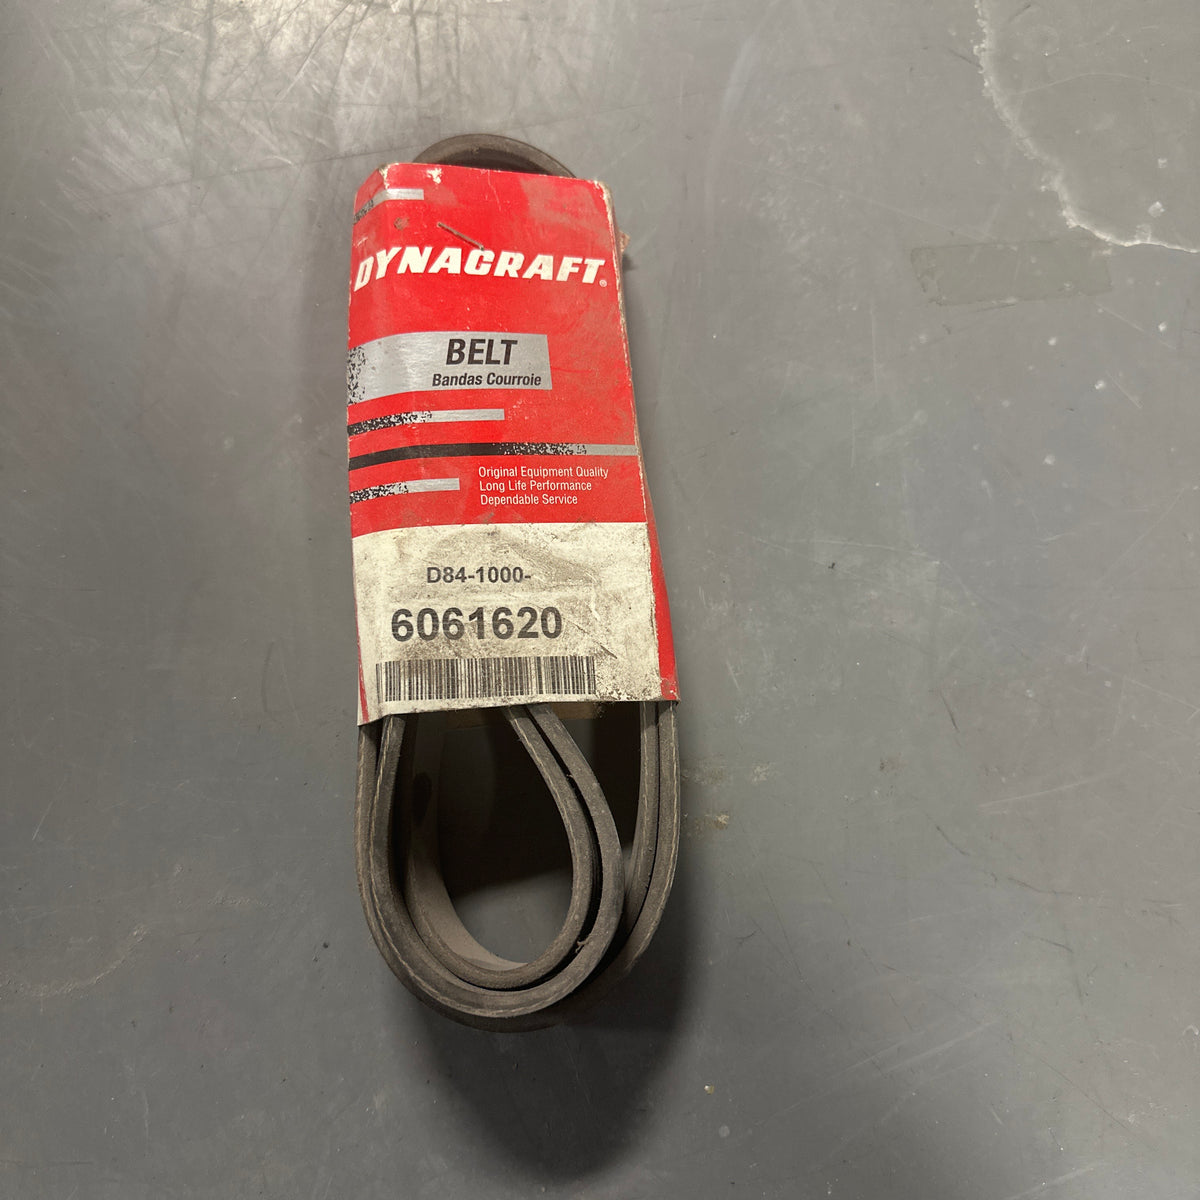 DYNACRAFT®
BELT
Bandas Courroie
Original Equipment Quality
Long Life Performance
Dependable Service
D84-1000-
6061620